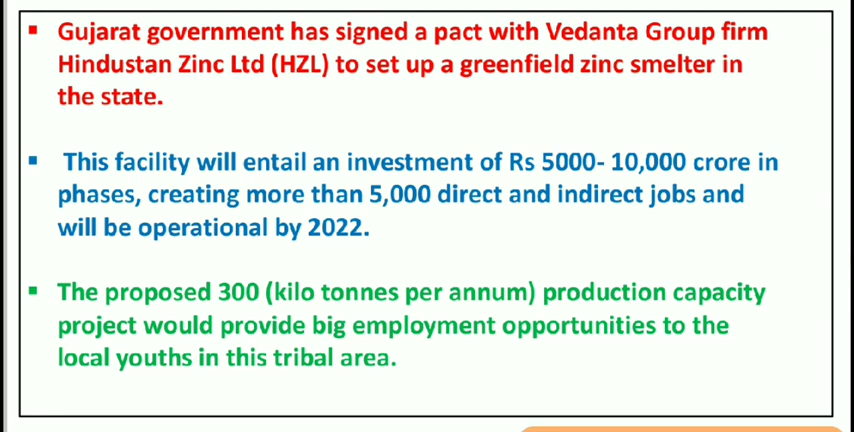 ▪ Gujarat government has signed a pact with Vedanta Group firm
Hindustan Zinc Ltd (HZL) to set up a greenfield zinc smelter in
the state.
▪ This facility will entail an investment of Rs 5000- 10,000 crore in
phases, creating more than 5,000 direct and indirect jobs and
will be operational by 2022.
▪ The proposed 300 (kilo tonnes per annum) production capacity
project would provide big employment opportunities to the
local youths in this tribal area.